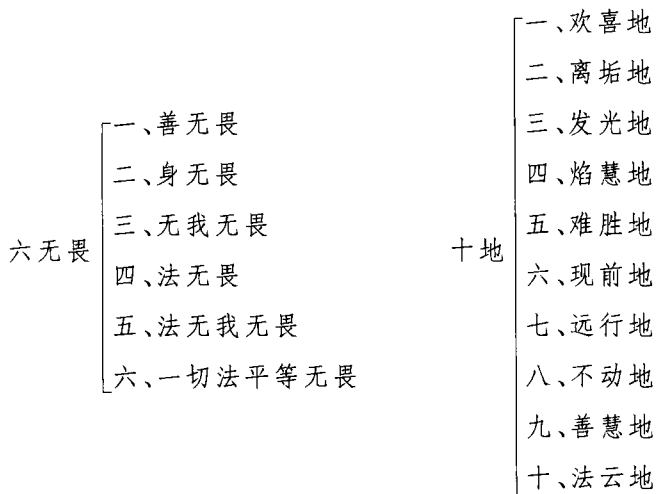 六无畏
一、善无畏
二、身无畏
三、无我无畏
四、法无畏
五、法无我无畏
六、一切法平等无畏
十地
一、欢喜地
二、离垢地
三、发光地
四、焰慧地
五、难胜地
六、现前地
七、远行地
八、不动地
九、善慧地
十、法云地